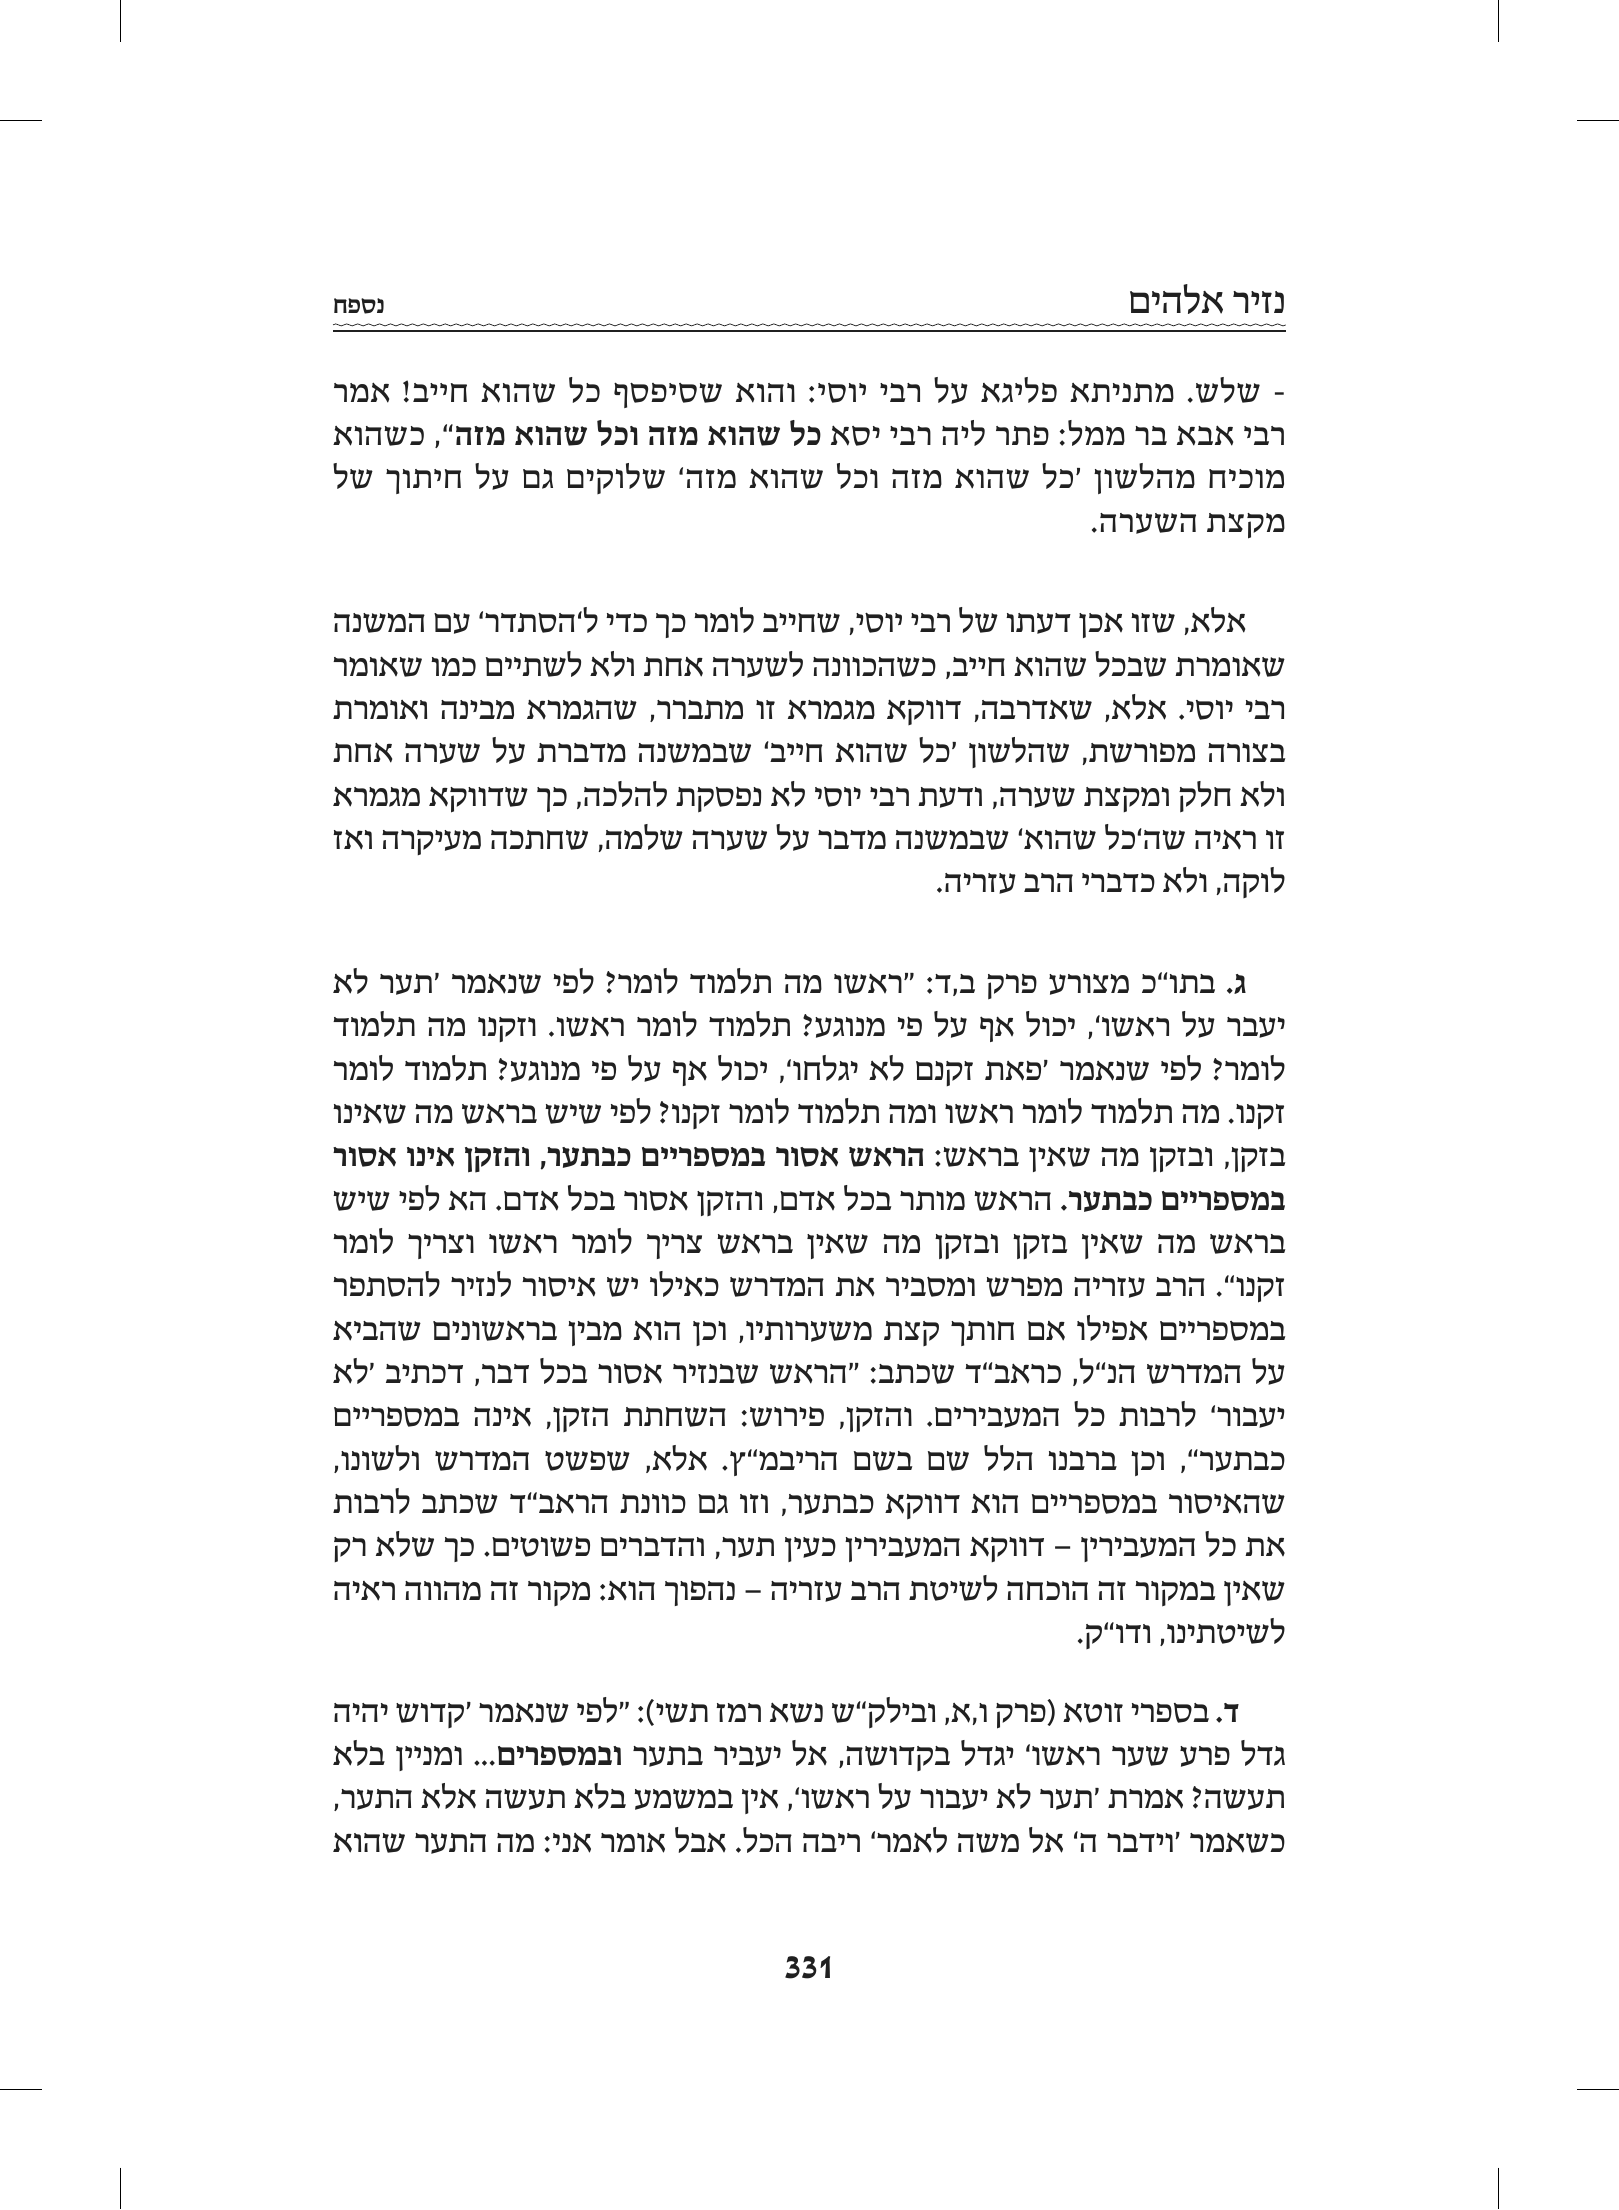 נזיר אלהים
נספח
- שלש. מתניתא פליגא על רבי יוסי: והוא שסיפסף כל שהוא חייב! אמר
רבי אבא בר ממל: פתר ליה רבי יסא כל שהוא מזה וכל שהוא מזה“, כשהוא
מוכיח מהלשון ’כל שהוא מזה וכל שהוא מזה‘ שלוקים גם על חיתוך של
מקצת השערה.
אלא, שזו אכן דעתו של רבי יוסי, שחייב לומר כך כדי ל‘הסתדר‘ עם המשנה
שאומרת שבכל שהוא חייב, כשהכוונה לשערה אחת ולא לשתיים כמו שאומר
רבי יוסי. אלא, שאדרבה, דווקא מגמרא זו מתברר, שהגמרא מבינה ואומרת
בצורה מפורשת, שהלשון ’כל שהוא חייב‘ שבמשנה מדברת על שערה אחת
ולא חלק ומקצת שערה, ודעת רבי יוסי לא נפסקת להלכה, כך שדווקא מגמרא
זו ראיה שה‘כל שהוא‘ שבמשנה מדבר על שערה שלמה, שחתכה מעיקרה ואז
לוקה, ולא כדברי הרב עזריה.
ג. בתו“כ מצורע פרק ב,ד: ”ראשו מה תלמוד לומר? לפי שנאמר ’תער לא
יעבר על ראשו‘, יכול אף על פי מנוגע? תלמוד לומר ראשו. וזקנו מה תלמוד
לומר? לפי שנאמר ’פאת זקנם לא יגלחו‘, יכול אף על פי מנוגע? תלמוד לומר
זקנו. מה תלמוד לומר ראשו ומה תלמוד לומר זקנו? לפי שיש בראש מה שאינו
בזקן, ובזקן מה שאין בראש: הראש אסור במספריים כבתער, והזקן אינו אסור
במספריים כבתער. הראש מותר בכל אדם, והזקן אסור בכל אדם. הא לפי שיש
בראש מה שאין בזקן ובזקן מה שאין בראש צריך לומר ראשו וצריך לומר
זקנו“. הרב עזריה מפרש ומסביר את המדרש כאילו יש איסור לנזיר להסתפר
במספריים אפילו אם חותך קצת משערותיו, וכן הוא מבין בראשונים שהביא
על המדרש הנ“ל, כראב“ד שכתב: ”הראש שבנזיר אסור בכל דבר, דכתיב ’לא
יעבור‘ לרבות כל המעבירים. והזקן, פירוש: השחתת הזקן, אינה במספריים
כבתער“, וכן ברבנו הלל שם בשם הריבמ“ץ. אלא, שפשט המדרש ולשונו,
שהאיסור במספריים הוא דווקא כבתער, וזו גם כוונת הראב“ד שכתב לרבות
את כל המעבירין – דווקא המעבירין כעין תער, והדברים פשוטים. כך שלא רק
שאין במקור זה הוכחה לשיטת הרב עזריה – נהפוך הוא: מקור זה מהווה ראיה
לשיטתינו, ודו“ק.
ד. בספרי זוטא (פרק ו,א, ובילק“ש נשא רמז תשי): ”לפי שנאמר ’קדוש יהיה
גדל פרע שער ראשו‘ יגדל בקדושה, אל יעביר בתער ובמספרים... ומניין בלא
תעשה? אמרת ’תער לא יעבור על ראשו‘, אין במשמע בלא תעשה אלא התער,
כשאמר ’וידבר ה‘ אל משה לאמר‘ ריבה הכל. אבל אומר אני: מה התער שהוא
331